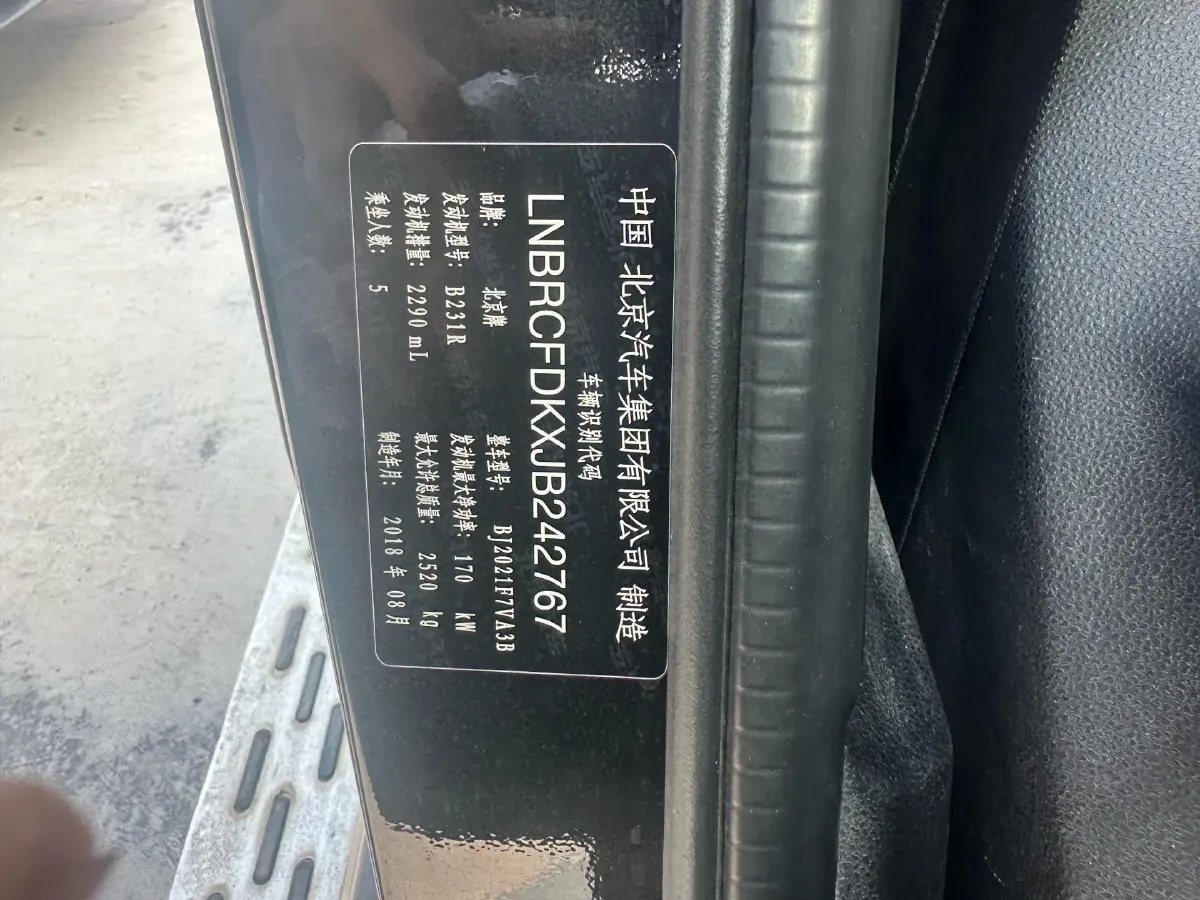 中国 北京汽车集团有限公司 制造
车辆识别代码
LNBRCFDKXJB242767
品牌: 北京牌 整车型号: BJ2021F7VA3B
发动机型号: B231R 发动机最大净功率: 170 kW
发动机排量: 2290 mL 最大允许总质量: 2520 kg
乘坐人数: 5 制造年月: 2018 年 08 月